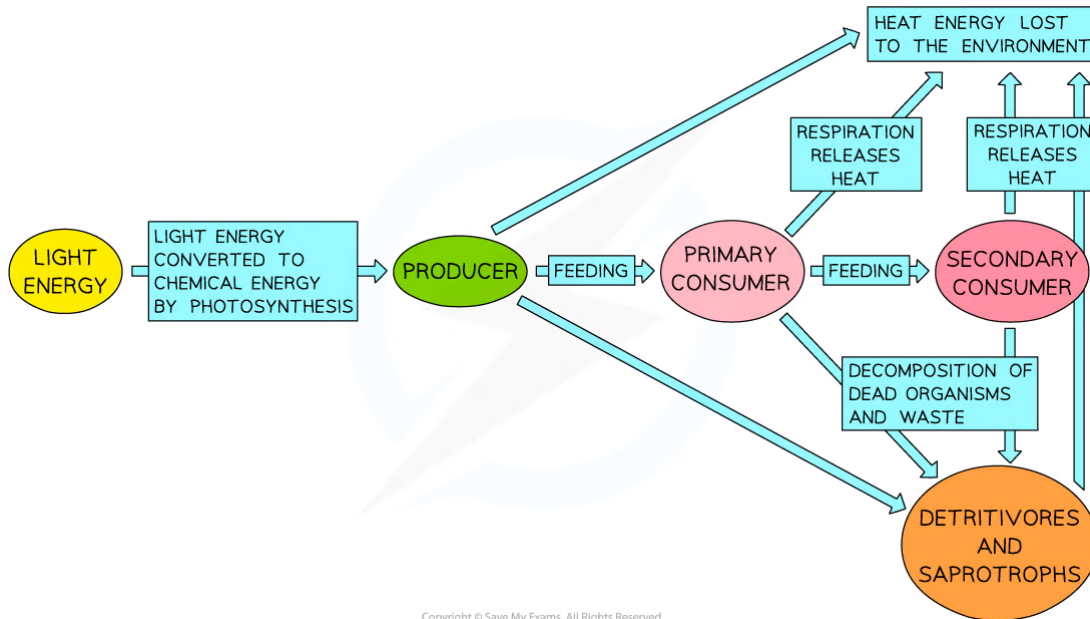 HEAT ENERGY LOST
TO THE ENVIRONMENT
RESPIRATION
RELEASES
HEAT
RESPIRATION
RELEASES
HEAT
LIGHT
ENERGY
LIGHT ENERGY
CONVERTED TO
CHEMICAL ENERGY
BY PHOTOSYNTHESIS
PRODUCER
FEEDING
PRIMARY
CONSUMER
FEEDING
SECONDARY
CONSUMER
DECOMPOSITION OF
DEAD ORGANISMS
AND WASTE
DETRITIVORES
AND
SAPROTROPHS
Copyright © Save My Exams. All Rights Reserved